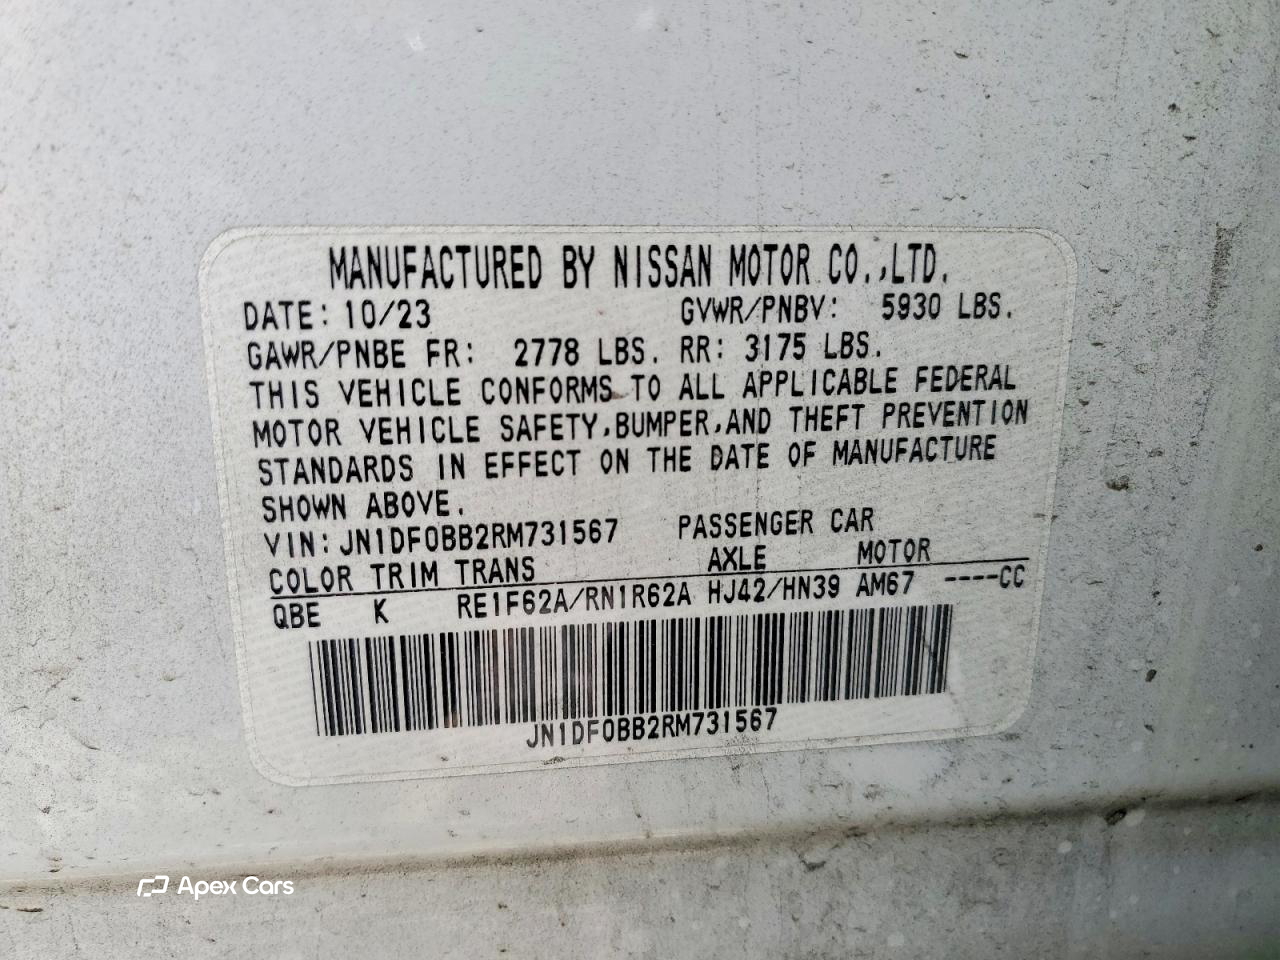 MANUFACTURED BY NISSAN MOTOR CO.,LTD.
DATE: 10/23 GVWR/PNBV: 5930 LBS.
GAWR/PNBE FR: 2778 LBS. RR: 3175 LBS.
THIS VEHICLE CONFORMS TO ALL APPLICABLE FEDERAL
MOTOR VEHICLE SAFETY,BUMPER,AND THEFT PREVENTION
STANDARDS IN EFFECT ON THE DATE OF MANUFACTURE
SHOWN ABOVE.
VIN: JN1DF0BB2RM731567 PASSENGER CAR
COLOR TRIM TRANS AXLE MOTOR
QBE K RE1F62A/RN1R62A HJ42/HN39 AM67 ----CC
JN1DF0BB2RM731567
Apex Cars